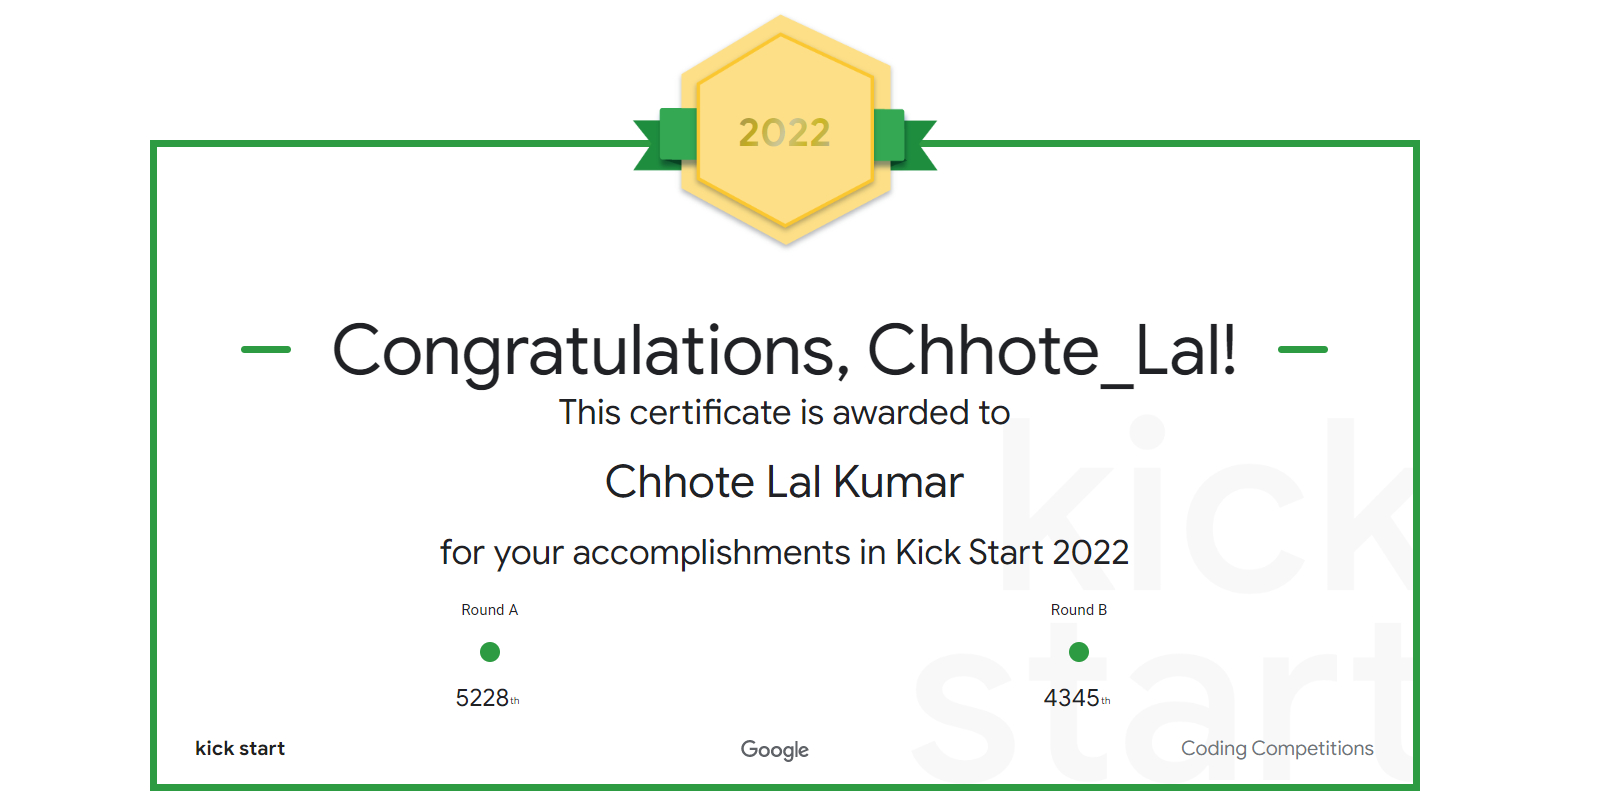 2022
Congratulations, Chhote_Lal!
This certificate is awarded to
Chhote Lal Kumar
for your accomplishments in Kick Start 2022
Round A Round B
5228th 4345th
kick start Google Coding Competitions
kick
start